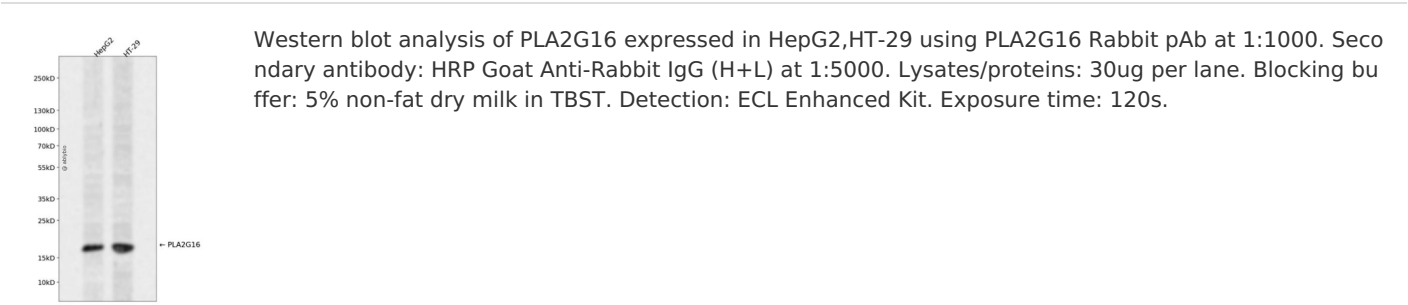 HepG2 HT-29
250kD
130kD
100kD
70kD
55kD
35kD
25kD
15kD
10kD
@ abybio
← PLA2G16
Western blot analysis of PLA2G16 expressed in HepG2,HT-29 using PLA2G16 Rabbit pAb at 1:1000. Seco
ndary antibody: HRP Goat Anti-Rabbit IgG (H+L) at 1:5000. Lysates/proteins: 30ug per lane. Blocking bu
ffer: 5% non-fat dry milk in TBST. Detection: ECL Enhanced Kit. Exposure time: 120s.